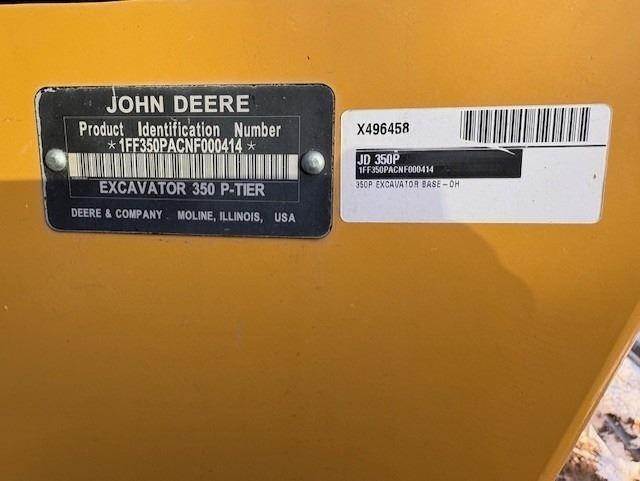 JOHN DEERE
Product Identification Number
*1FF350PACNF000414*
EXCAVATOR 350 P-TIER
DEERE & COMPANY MOLINE, ILLINOIS, USA
X496458
JD 350P
1FF350PACNF000414
350P EXCAVATOR BASE-OH